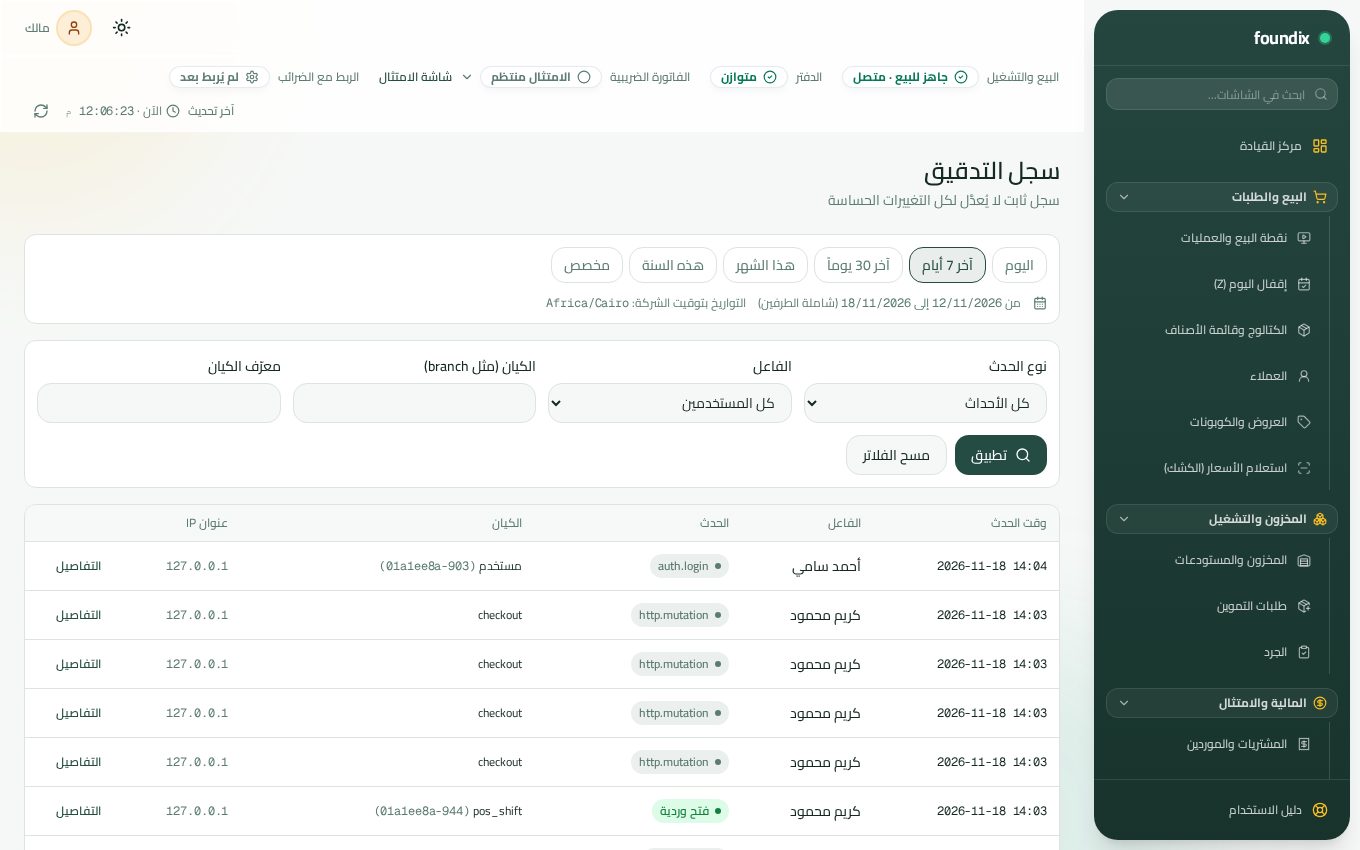 foundix
ابحث في الشاشات...
مركز القيادة
البيع والطلبات
نقطة البيع والعمليات
إقفال اليوم (Z)
الكتالوج وقائمة الأصناف
العملاء
العروض والكوبونات
استعلام الأسعار (الكشك)
المخزون والتشغيل
المخزون والمستودعات
طلبات التموين
الجرد
المالية والامتثال
المشتريات والموردين
دليل الاستخدام
مالك
البيع والتشغيل جاهز للبيع · متصل الدفتر متوازن الفاتورة الضريبية الامتثال منتظم شاشة الامتثال الربط مع الضرائب لم يُربط بعد
آخر تحديث الآن · 12:06:23 م
سجل التدقيق
سجل ثابت لا يُعدَّل لكل التغييرات الحساسة
اليوم آخر 7 أيام آخر 30 يوماً هذا الشهر هذه السنة مخصص
من 12/11/2026 إلى 18/11/2026 (شاملة الطرفين) التواريخ بتوقيت الشركة: Africa/Cairo
نوع الحدث الفاعل الكيان (مثل branch) معرّف الكيان
كل الأحداث كل المستخدمين
تطبيق مسح الفلاتر
وقت الحدث الفاعل الحدث الكيان عنوان IP
2026-11-18 14:04 أحمد سامي auth.login مستخدم (01a1ee8a-903) 127.0.0.1 التفاصيل
2026-11-18 14:03 كريم محمود http.mutation checkout 127.0.0.1 التفاصيل
2026-11-18 14:03 كريم محمود http.mutation checkout 127.0.0.1 التفاصيل
2026-11-18 14:03 كريم محمود http.mutation checkout 127.0.0.1 التفاصيل
2026-11-18 14:03 كريم محمود http.mutation checkout 127.0.0.1 التفاصيل
2026-11-18 14:03 كريم محمود فتح وردية pos_shift (01a1ee8a-944) 127.0.0.1 التفاصيل